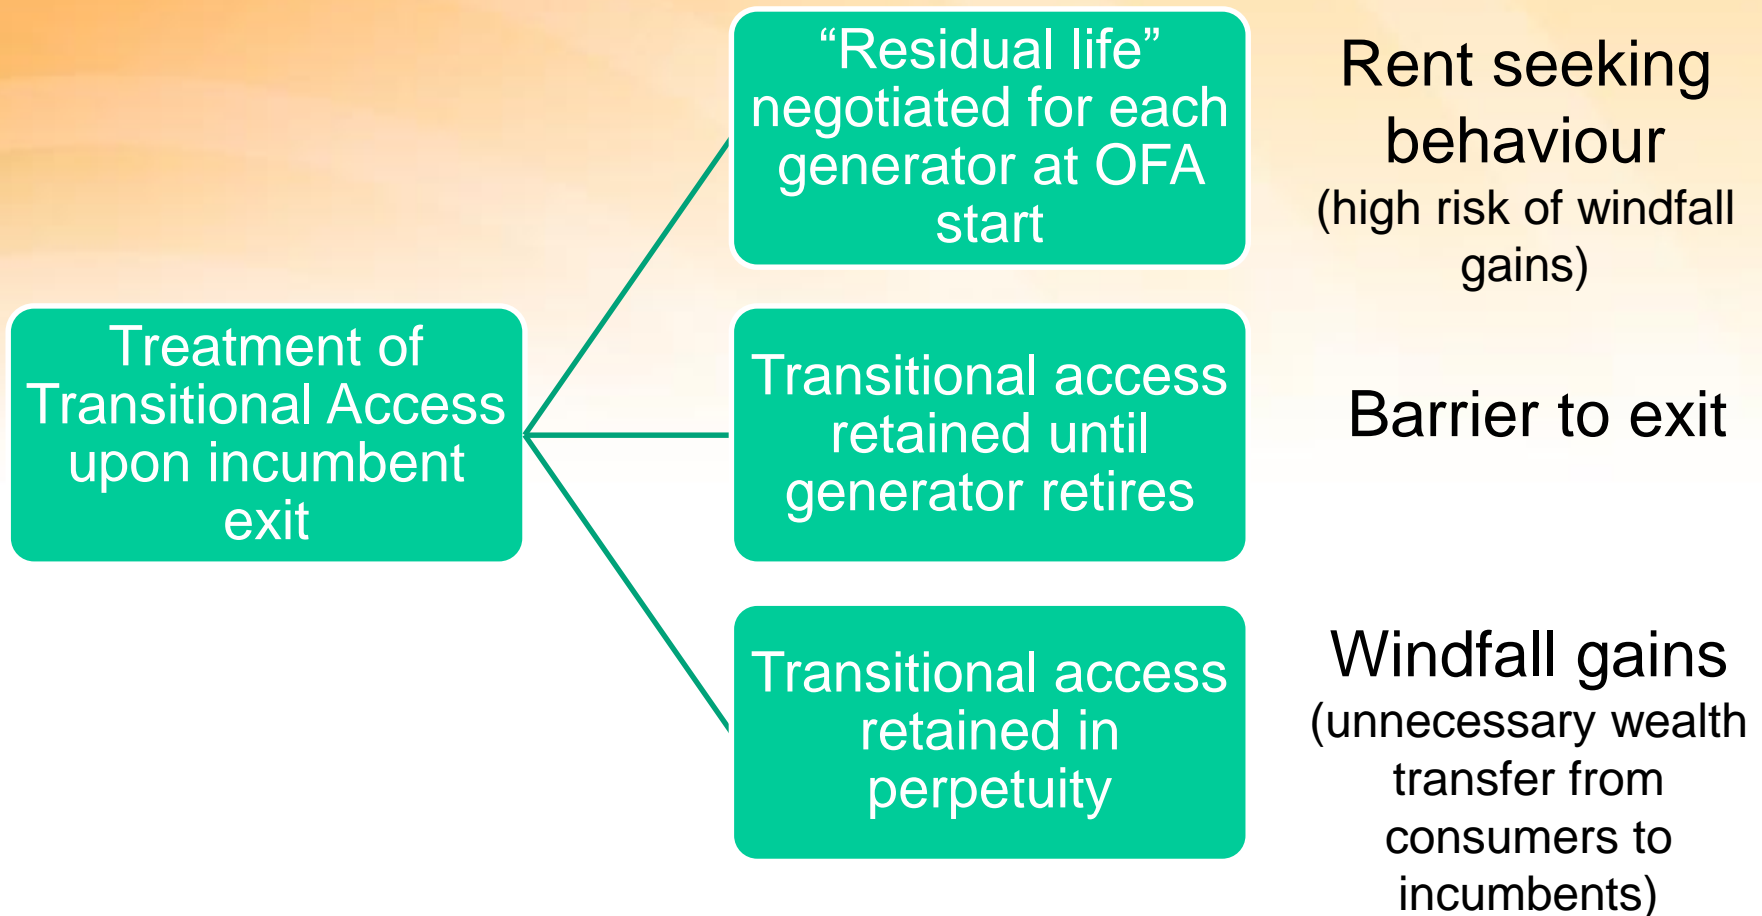 Treatment of
Transitional Access
upon incumbent
exit
“Residual life”
negotiated for each
generator at OFA
start
Rent seeking
behaviour
(high risk of windfall
gains)
Transitional access
retained until
generator retires
Barrier to exit
Transitional access
retained in
perpetuity
Windfall gains
(unnecessary wealth
transfer from
consumers to
incumbents)